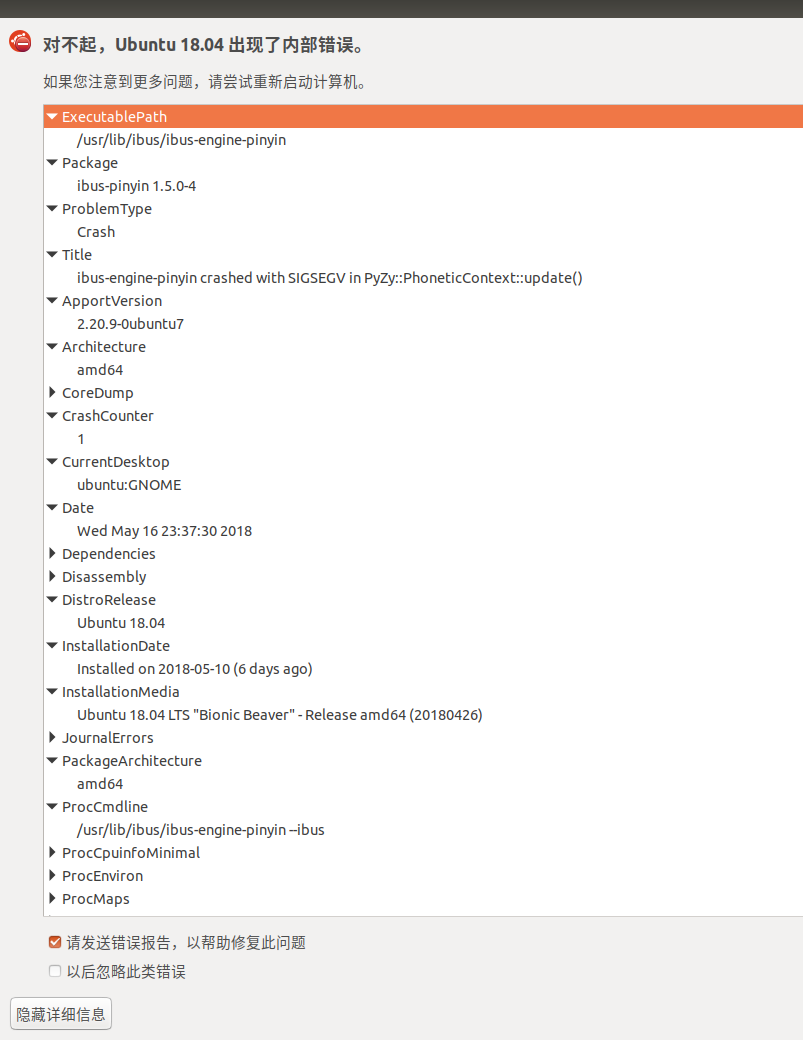 对不起，Ubuntu 18.04 出现了内部错误。
如果您注意到更多问题，请尝试重新启动计算机。
ExecutablePath
/usr/lib/ibus/ibus-engine-pinyin
Package
ibus-pinyin 1.5.0-4
ProblemType
Crash
Title
ibus-engine-pinyin crashed with SIGSEGV in PyZy::PhoneticContext::update()
ApportVersion
2.20.9-0ubuntu7
Architecture
amd64
CoreDump
CrashCounter
1
CurrentDesktop
ubuntu:GNOME
Date
Wed May 16 23:37:30 2018
Dependencies
Disassembly
DistroRelease
Ubuntu 18.04
InstallationDate
Installed on 2018-05-10 (6 days ago)
InstallationMedia
Ubuntu 18.04 LTS "Bionic Beaver" - Release amd64 (20180426)
JournalErrors
PackageArchitecture
amd64
ProcCmdline
/usr/lib/ibus/ibus-engine-pinyin --ibus
ProcCpuinfoMinimal
ProcEnviron
ProcMaps
请发送错误报告，以帮助修复此问题
以后忽略此类错误
隐藏详细信息